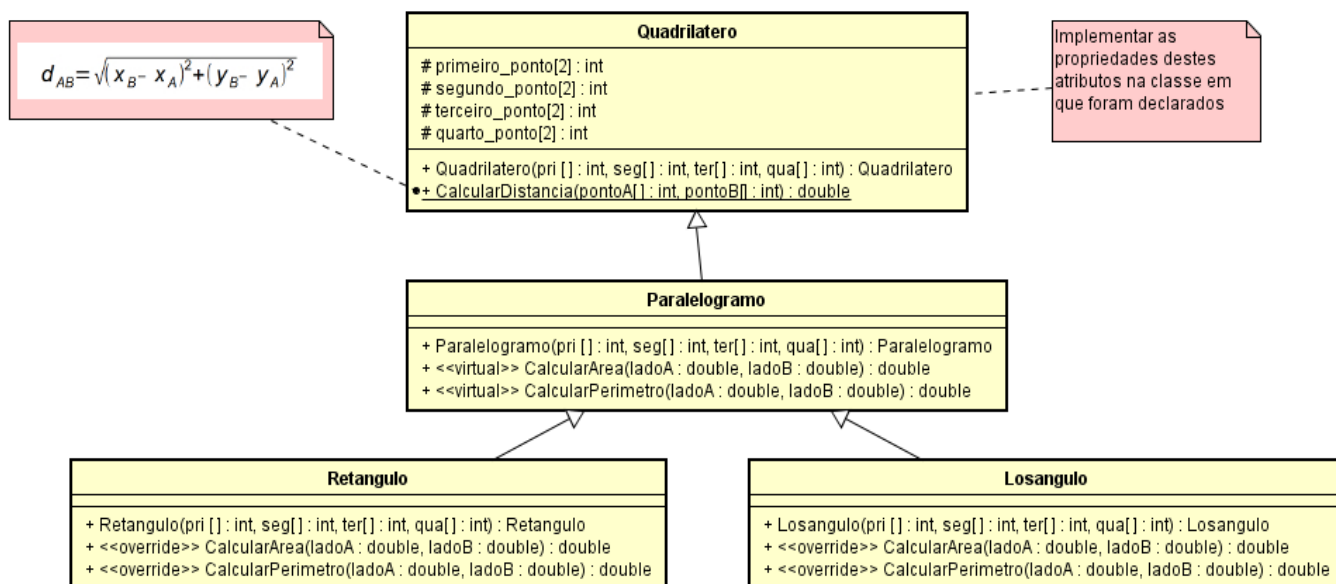 d_AB=√(x_B- x_A)²+(y_B- y_A)²
Quadrilatero
# primeiro_ponto[2] : int
# segundo_ponto[2] : int
# terceiro_ponto[2] : int
# quarto_ponto[2] : int
+ Quadrilatero(pri [] : int, seg[] : int, ter[] : int, qua[] : int) : Quadrilatero
+ CalcularDistancia(pontoA[] : int, pontoB[] : int) : double
Implementar as
propriedades destes
atributos na classe em
que foram declarados
Paralelogramo
+ Paralelogramo(pri [] : int, seg[] : int, ter[] : int, qua[] : int) : Paralelogramo
+ <<virtual>> CalcularArea(ladoA : double, ladoB : double) : double
+ <<virtual>> CalcularPerimetro(ladoA : double, ladoB : double) : double
Retangulo
+ Retangulo(pri [] : int, seg[] : int, ter[] : int, qua[] : int) : Retangulo
+ <<override>> CalcularArea(ladoA : double, ladoB : double) : double
+ <<override>> CalcularPerimetro(ladoA : double, ladoB : double) : double
Losangulo
+ Losangulo(pri [] : int, seg[] : int, ter[] : int, qua[] : int) : Losangulo
+ <<override>> CalcularArea(ladoA : double, ladoB : double) : double
+ <<override>> CalcularPerimetro(ladoA : double, ladoB : double) : double